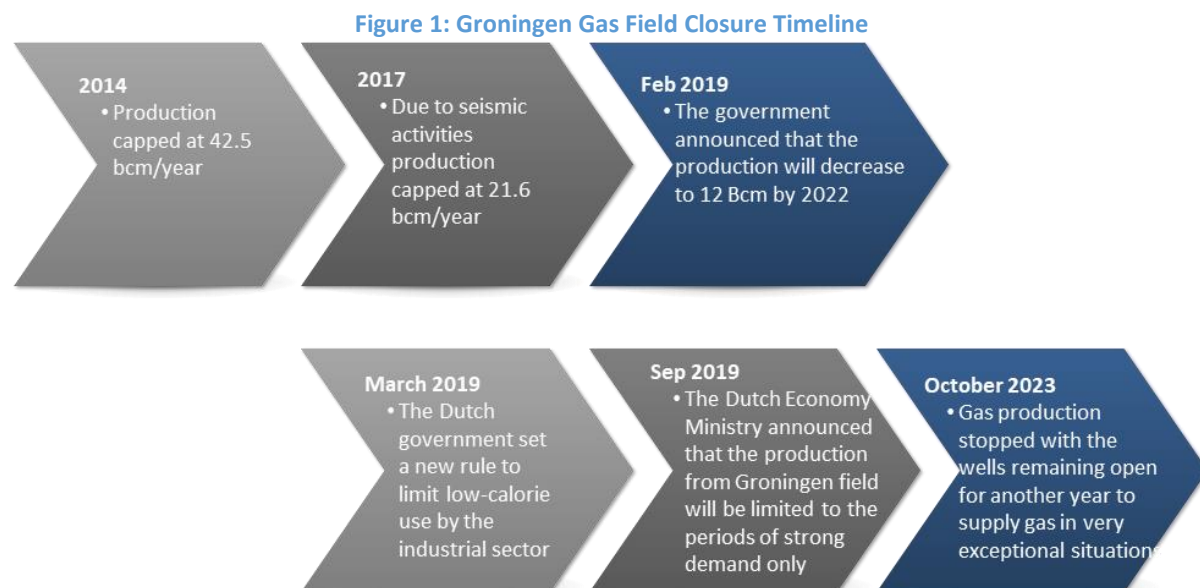 Figure 1: Groningen Gas Field Closure Timeline
2014
• Production
capped at 42.5
bcm/year
2017
• Due to seismic
activities
production
capped at 21.6
bcm/year
Feb 2019
• The government
announced that the
production will decrease
to 12 Bcm by 2022
March 2019
• The Dutch
government set
a new rule to
limit low-calorie
use by the
industrial sector
Sep 2019
• The Dutch Economy
Ministry announced
that the production
from Groningen field
will be limited to the
periods of strong
demand only
October 2023
• Gas production
stopped with the
wells remaining open
for another year to
supply gas in very
exceptional situations